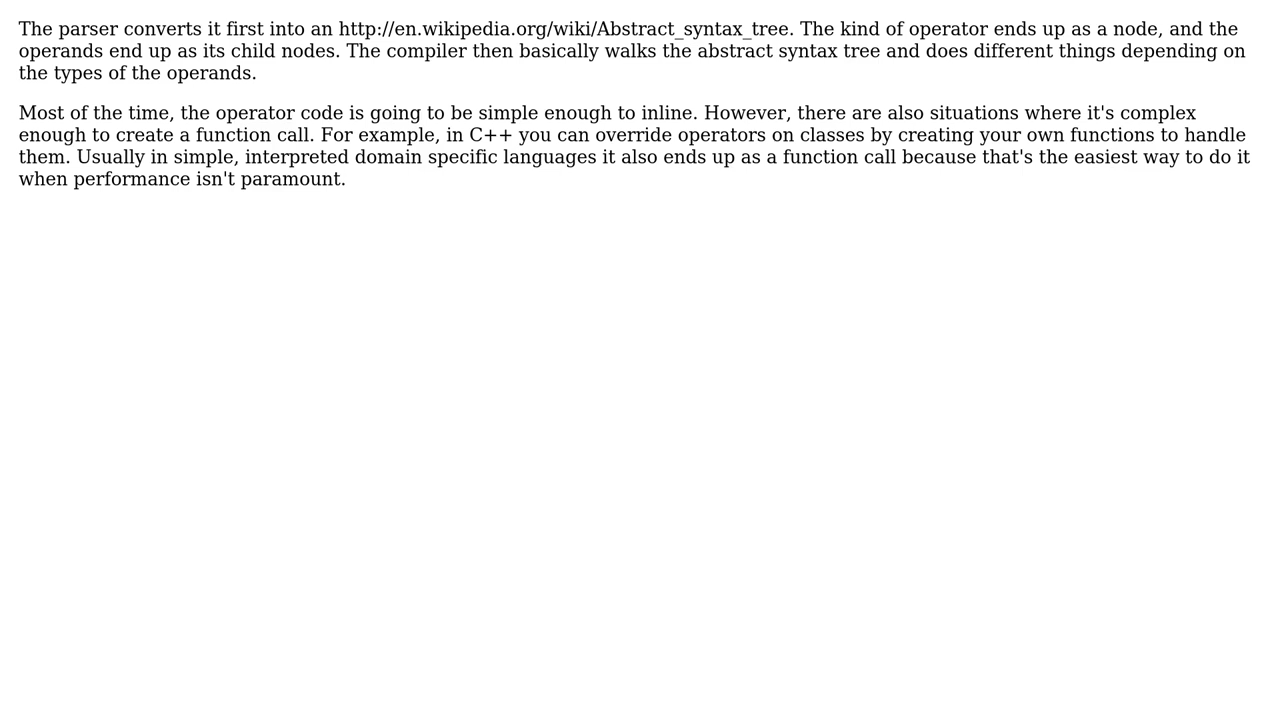 The parser converts it first into an http://en.wikipedia.org/wiki/Abstract_syntax_tree. The kind of operator ends up as a node, and the
operands end up as its child nodes. The compiler then basically walks the abstract syntax tree and does different things depending on
the types of the operands.
Most of the time, the operator code is going to be simple enough to inline. However, there are also situations where it's complex
enough to create a function call. For example, in C++ you can override operators on classes by creating your own functions to handle
them. Usually in simple, interpreted domain specific languages it also ends up as a function call because that's the easiest way to do it
when performance isn't paramount.